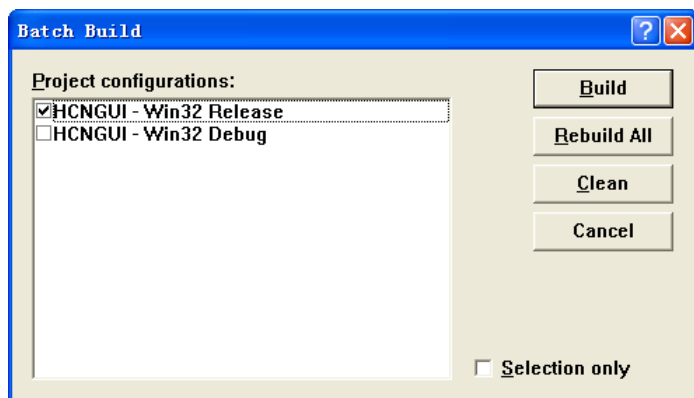 Batch Build
Project configurations:
HCNGUI - Win32 Release
HCNGUI - Win32 Debug
Build
Rebuild All
Clean
Cancel
Selection only